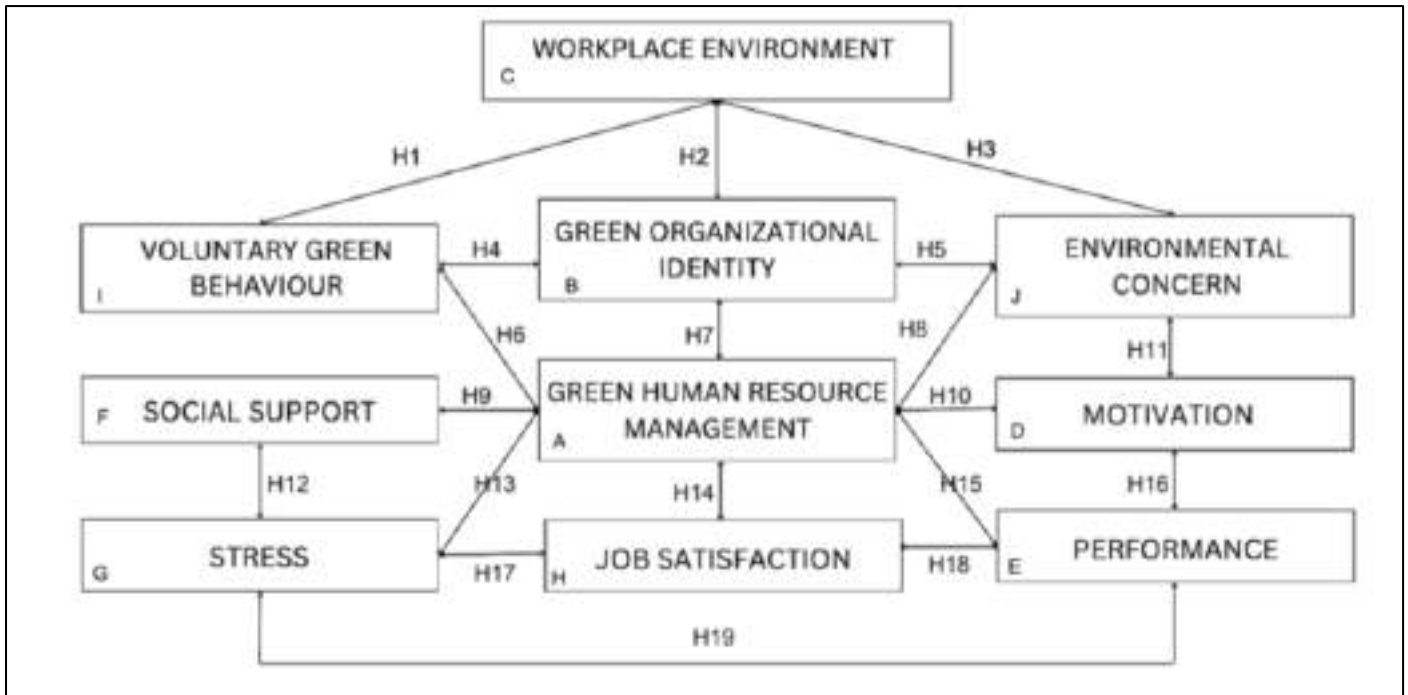 WORKPLACE ENVIRONMENT
C
H1
H2
H3
VOLUNTARY GREEN
BEHAVIOUR
I
H4
GREEN ORGANIZATIONAL
IDENTITY
B
H5
ENVIRONMENTAL
CONCERN
J
H6
H7
H8
H11
SOCIAL SUPPORT
F
H9
GREEN HUMAN RESOURCE
MANAGEMENT
A
H10
MOTIVATION
D
H12
H13
H14
H15
H16
STRESS
G
H17
JOB SATISFACTION
H
H18
PERFORMANCE
E
H19